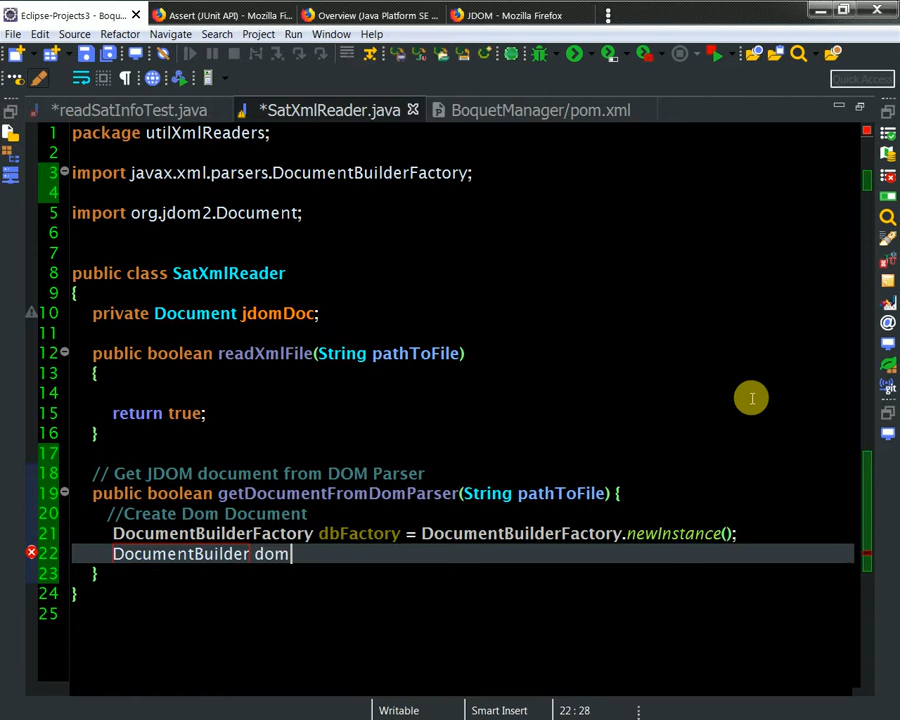 Eclipse-Projects3 - Bo...
Assert (JUnit API) - Mozilla Fi...
Overview (Java Platform SE ...
JDOM - Mozilla Firefox
File Edit Source Refactor Navigate Search Project Run Window Help
Quick Access
*readSatInfoTest.java
*SatXmlReader.java
BoquetManager/pom.xml
1 package utilXmlReaders;
2
3 import javax.xml.parsers.DocumentBuilderFactory;
4
5 import org.jdom2.Document;
6
7
8 public class SatXmlReader
9 {
10 private Document jdomDoc;
11
12 public boolean readXmlFile(String pathToFile)
13 {
14
15 return true;
16 }
17
18 // Get JDOM document from DOM Parser
19 public boolean getDocumentFromDomParser(String pathToFile) {
20 //Create Dom Document
21 DocumentBuilderFactory dbFactory = DocumentBuilderFactory.newInstance();
22 DocumentBuilder dom
23 }
24 }
25
Writable Smart Insert 22 : 28